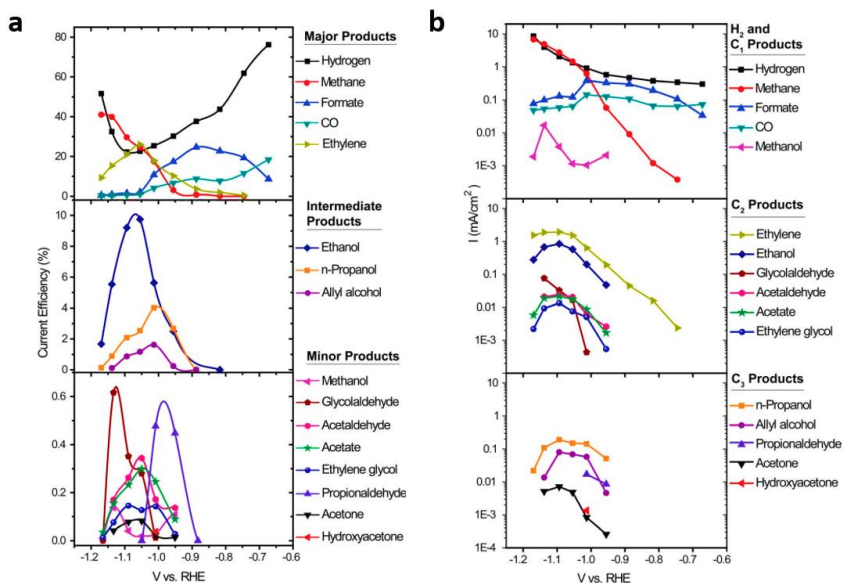 a
Major Products
Hydrogen
Methane
Formate
CO
Ethylene
80
60
40
20
0
Intermediate
Products
Ethanol
n-Propanol
Allyl alcohol
10
8
6
4
2
0
Current Efficiency (%)
Minor Products
Methanol
Glycolaldehyde
Acetaldehyde
Acetate
Ethylene glycol
Propionaldehyde
Acetone
Hydroxyacetone
0.6
0.4
0.2
0.0
-1.2 -1.1 -1.0 -0.9 -0.8 -0.7 -0.6
V vs. RHE
b
H2 and
C1 Products
Hydrogen
Methane
Formate
CO
Methanol
10
1
0.1
0.01
1E-3
C2 Products
Ethylene
Ethanol
Glycolaldehyde
Acetaldehyde
Acetate
Ethylene glycol
10
1
0.1
0.01
1E-3
I (mA/cm2)
C3 Products
n-Propanol
Allyl alcohol
Propionaldehyde
Acetone
Hydroxyacetone
10
1
0.1
0.01
1E-3
1E-4
-1.2 -1.1 -1.0 -0.9 -0.8 -0.7 -0.6
V vs. RHE